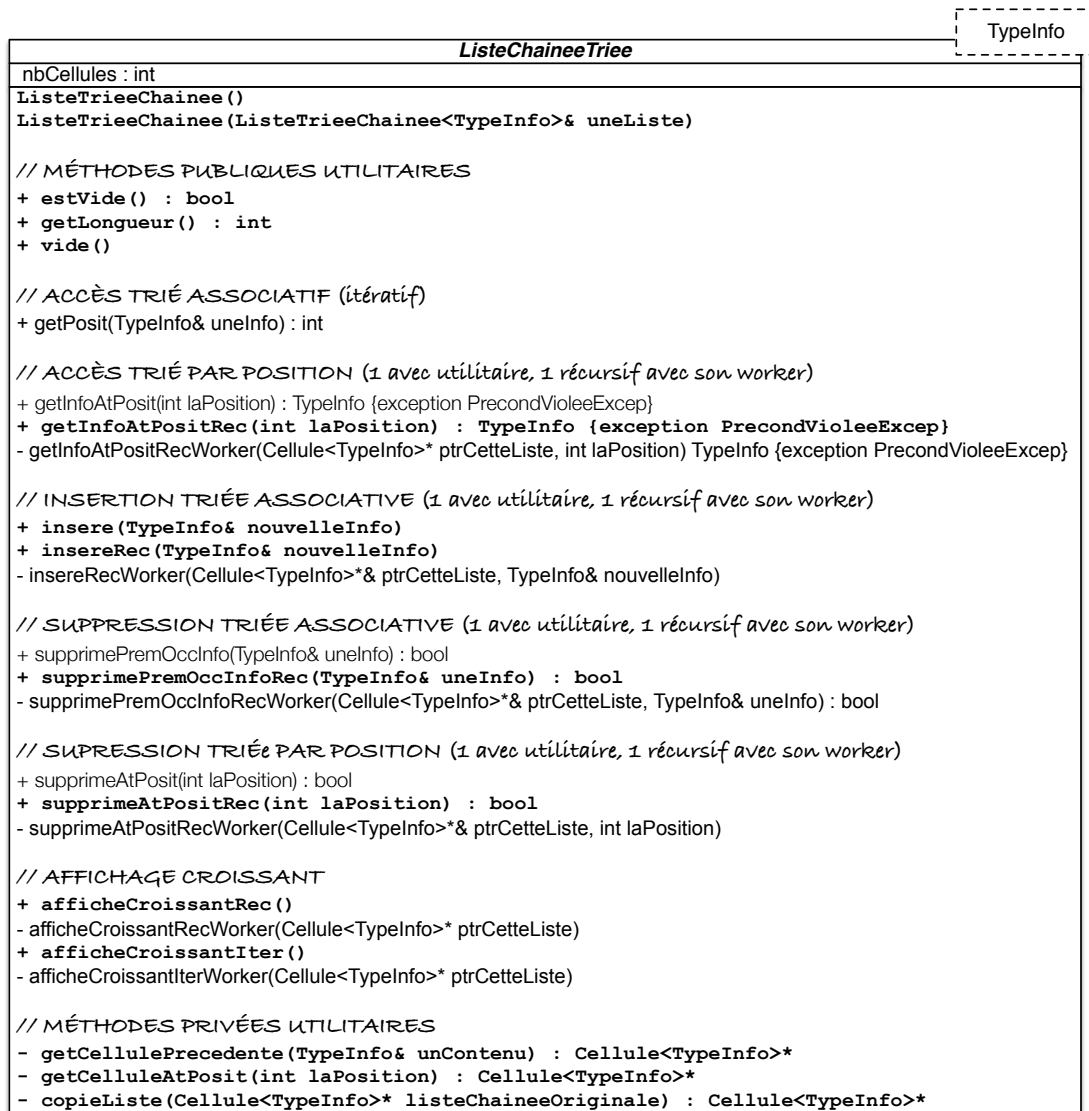 TypeInfo
ListeChaineeTriee
nbCellules : int
ListeTrieeChainee()
ListeTrieeChainee(ListeTrieeChainee<TypeInfo>& uneListe)
// MÉTHODES PUBLIQUES UTILITAIRES
+ estVide() : bool
+ getLongueur() : int
+ vide()
// ACCÈS TRIÉ ASSOCIATIF (itératif)
+ getPosit(TypeInfo& uneInfo) : int
// ACCÈS TRIÉ PAR POSITION (1 avec utilitaire, 1 récursif avec son worker)
+ getInfoAtPosit(int laPosition) : TypeInfo {exception PrecondVioleeExcep}
+ getInfoAtPositRec(int laPosition) : TypeInfo {exception PrecondVioleeExcep}
- getInfoAtPositRecWorker(Cellule<TypeInfo>* ptrCetteListe, int laPosition) TypeInfo {exception PrecondVioleeExcep}
// INSERTION TRIÉE ASSOCIATIVE (1 avec utilitaire, 1 récursif avec son worker)
+ insere(TypeInfo& nouvelleInfo)
+ insereRec(TypeInfo& nouvelleInfo)
- insereRecWorker(Cellule<TypeInfo>*& ptrCetteListe, TypeInfo& nouvelleInfo)
// SUPPRESSION TRIÉE ASSOCIATIVE (1 avec utilitaire, 1 récursif avec son worker)
+ supprimePremOccInfo(TypeInfo& uneInfo) : bool
+ supprimePremOccInfoRec(TypeInfo& uneInfo) : bool
- supprimePremOccInfoRecWorker(Cellule<TypeInfo>*& ptrCetteListe, TypeInfo& uneInfo) : bool
// SUPRESSION TRIÉe PAR POSITION (1 avec utilitaire, 1 récursif avec son worker)
+ supprimeAtPosit(int laPosition) : bool
+ supprimeAtPositRec(int laPosition) : bool
- supprimeAtPositRecWorker(Cellule<TypeInfo>*& ptrCetteListe, int laPosition)
// AFFICHAGE CROISSANT
+ afficheCroissantRec()
- afficheCroissantRecWorker(Cellule<TypeInfo>* ptrCetteListe)
+ afficheCroissantIter()
- afficheCroissantIterWorker(Cellule<TypeInfo>* ptrCetteListe)
// MÉTHODES PRIVÉES UTILITAIRES
- getCellulePrecedente(TypeInfo& unContenu) : Cellule<TypeInfo>*
- getCelluleAtPosit(int laPosition) : Cellule<TypeInfo>*
- copieListe(Cellule<TypeInfo>* listeChaineeOriginale) : Cellule<TypeInfo>*